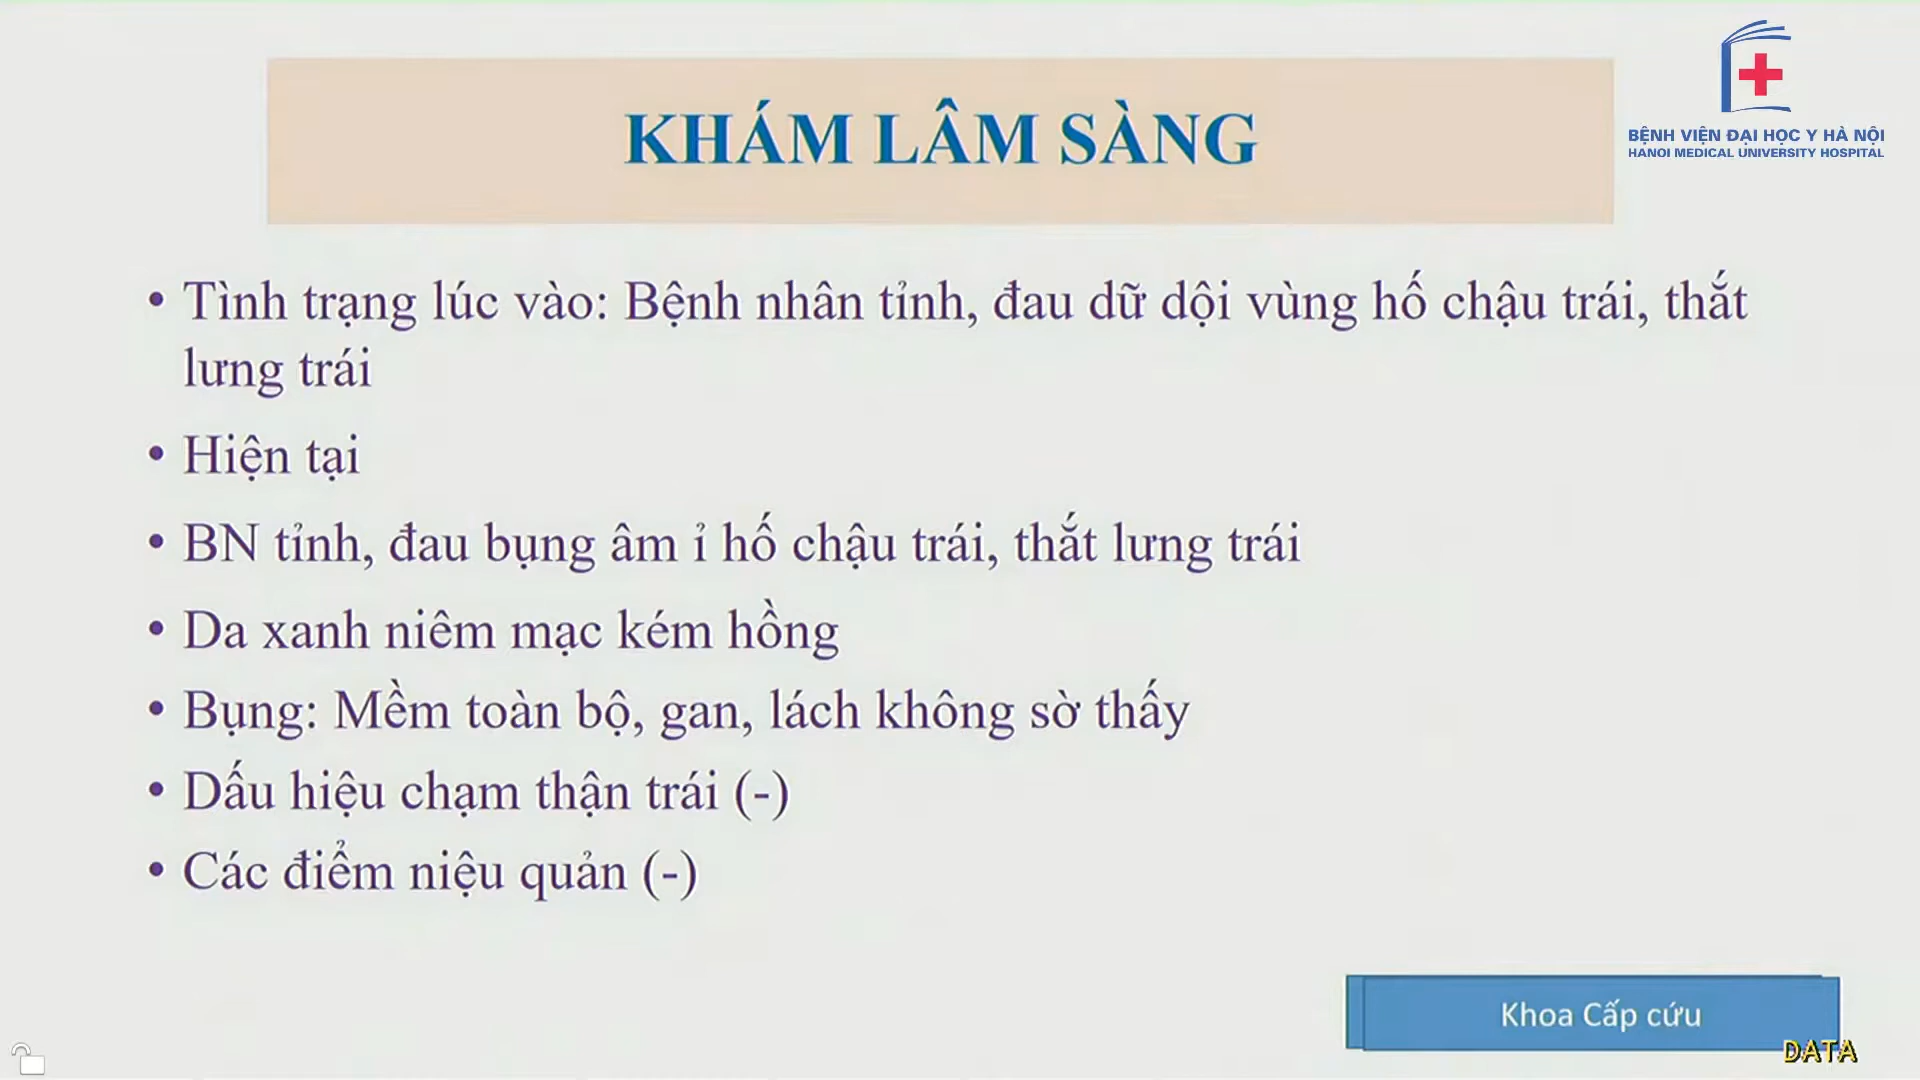 BỆNH VIỆN ĐẠI HỌC Y HÀ NỘI
HANOI MEDICAL UNIVERSITY HOSPITAL
KHÁM LÂM SÀNG
• Tình trạng lúc vào: Bệnh nhân tỉnh, đau dữ dội vùng hố chậu trái, thắt
lưng trái
• Hiện tại
• BN tỉnh, đau bụng âm ỉ hố chậu trái, thắt lưng trái
• Da xanh niêm mạc kém hồng
• Bụng: Mềm toàn bộ, gan, lách không sờ thấy
• Dấu hiệu chạm thận trái (-)
• Các điểm niệu quản (-)
Khoa Cấp cứu
DATA